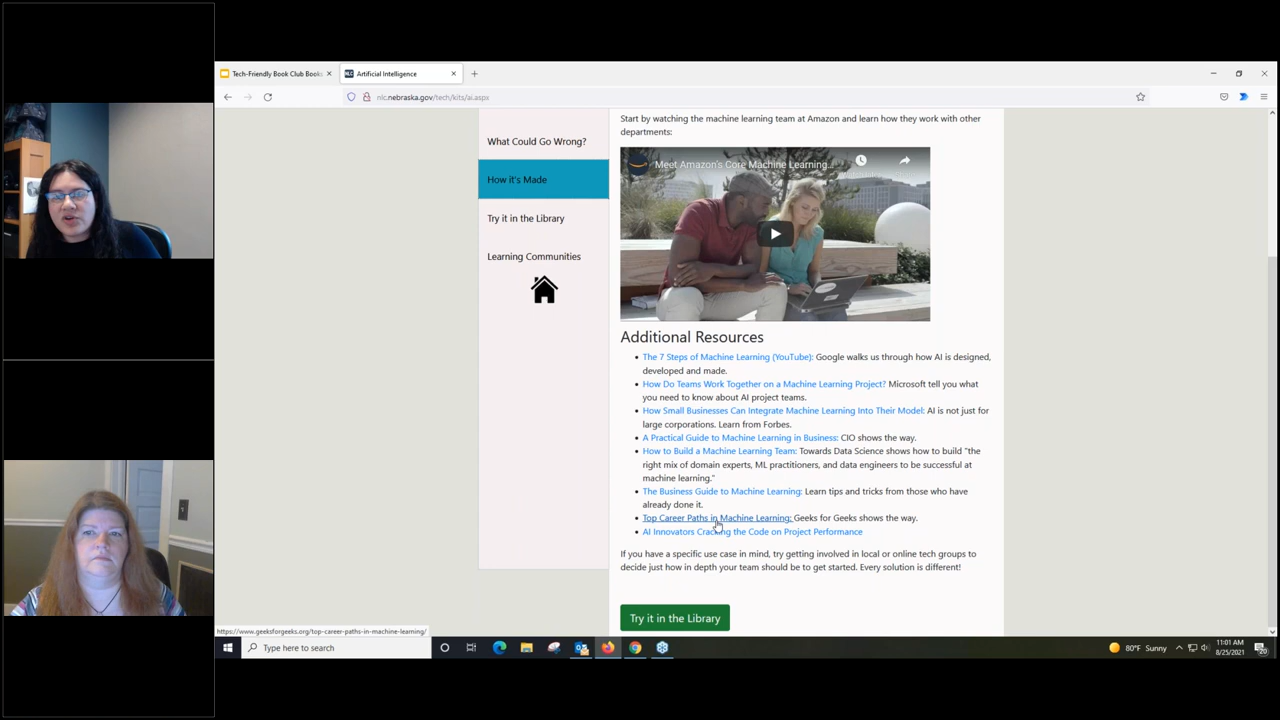 Tech-Friendly Book Club Books
Artificial Intelligence
nlc.nebraska.gov/tech/kits/ai.aspx
What Could Go Wrong?
How it's Made
Try it in the Library
Learning Communities
Start by watching the machine learning team at Amazon and learn how they work with other
departments:
Meet Amazon's Core Machine Learning...
Additional Resources
The 7 Steps of Machine Learning (YouTube): Google walks us through how AI is designed,
developed and made.
How Do Teams Work Together on a Machine Learning Project? Microsoft tell you what
you need to know about AI project teams.
How Small Businesses Can Integrate Machine Learning Into Their Model: AI is not just for
large corporations. Learn from Forbes.
A Practical Guide to Machine Learning in Business: CIO shows the way.
How to Build a Machine Learning Team: Towards Data Science shows how to build "the
right mix of domain experts, ML practitioners, and data engineers to be successful at
machine learning."
The Business Guide to Machine Learning: Learn tips and tricks from those who have
already done it.
Top Career Paths in Machine Learning: Geeks for Geeks shows the way.
AI Innovators Cracking the Code on Project Performance
If you have a specific use case in mind, try getting involved in local or online tech groups to
decide just how in depth your team should be to get started. Every solution is different!
Try it in the Library
https://www.geeksforgeeks.org/top-career-paths-in-machine-learning/
Type here to search
80°F Sunny
11:01 AM
8/25/2021
20